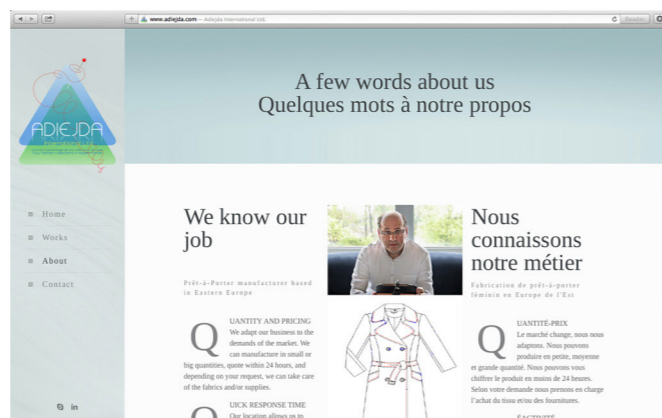 www.adiejda.com — Adiejda International Ltd.
Reader
ADIEJDA
A few words about us
Quelques mots à notre propos
Home
Works
About
Contact
We know our
job
Prêt-à-Porter manufacturer based
in Eastern Europe
QUANTITY AND PRICING
We adapt our business to the
demands of the market. We
can manufacture in small or
big quantities, quote within 24 hours, and
depending on your request, we can take care
of the fabrics and/or supplies.
QUICK RESPONSE TIME
Our location allows us to
Nous
connaissons
notre métier
Fabrication de prêt-à-porter
féminin en Europe de l'Est
QUANTITÉ-PRIX
Le marché change, nous nous
adaptons. Nous pouvons
produire en petite, moyenne
et grande quantité. Nous pouvons vous
chiffrer le produit en moins de 24 heures.
Selon votre demande nous prenons en charge
l'achat du tissu et/ou des fournitures.
in